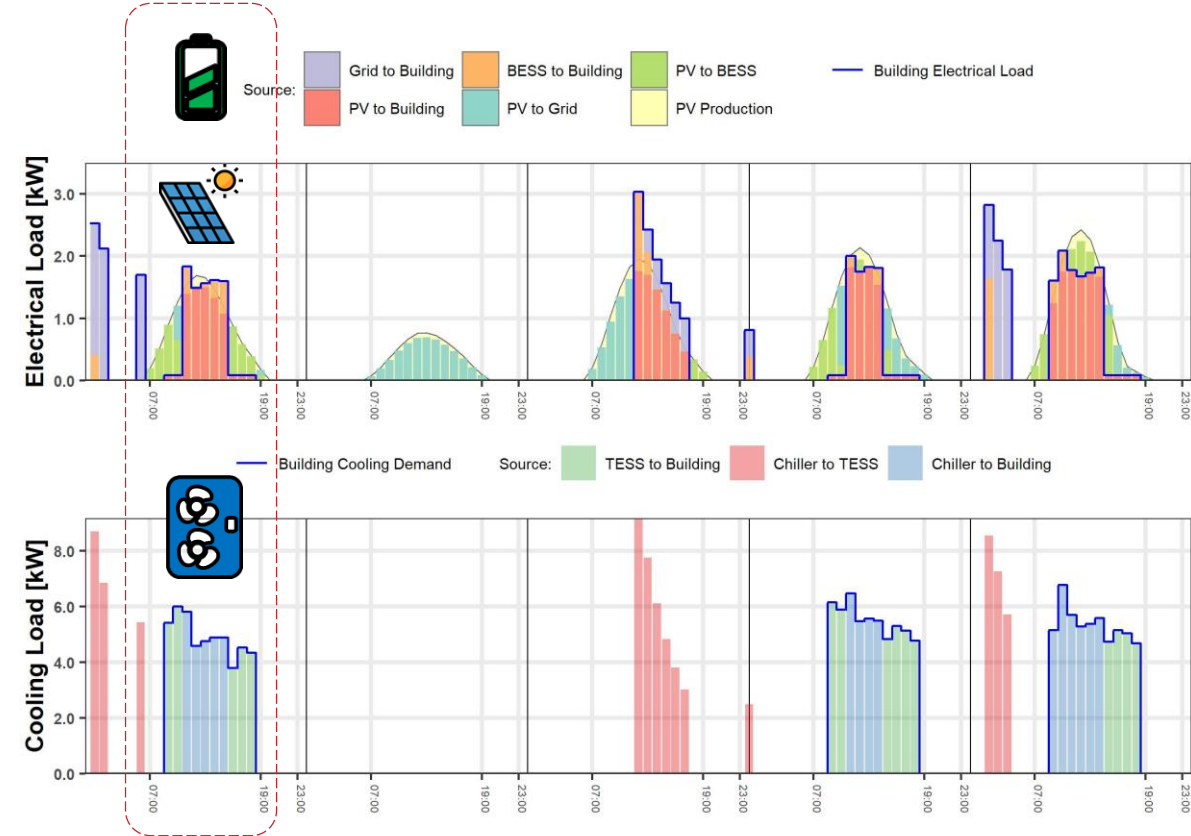 Source:
Grid to Building
BESS to Building
PV to BESS
Building Electrical Load
PV to Building
PV to Grid
PV Production
Electrical Load [kW]
3.0
2.0
1.0
0.0
07:00 19:00 23:00 07:00 19:00 23:00 07:00 19:00 23:00 07:00 19:00 23:00 07:00 19:00 23:00
Building Cooling Demand
Source:
TESS to Building
Chiller to TESS
Chiller to Building
Cooling Load [kW]
8.0
6.0
4.0
2.0
0.0
07:00 19:00 23:00 07:00 19:00 23:00 07:00 19:00 23:00 07:00 19:00 23:00 07:00 19:00 23:00